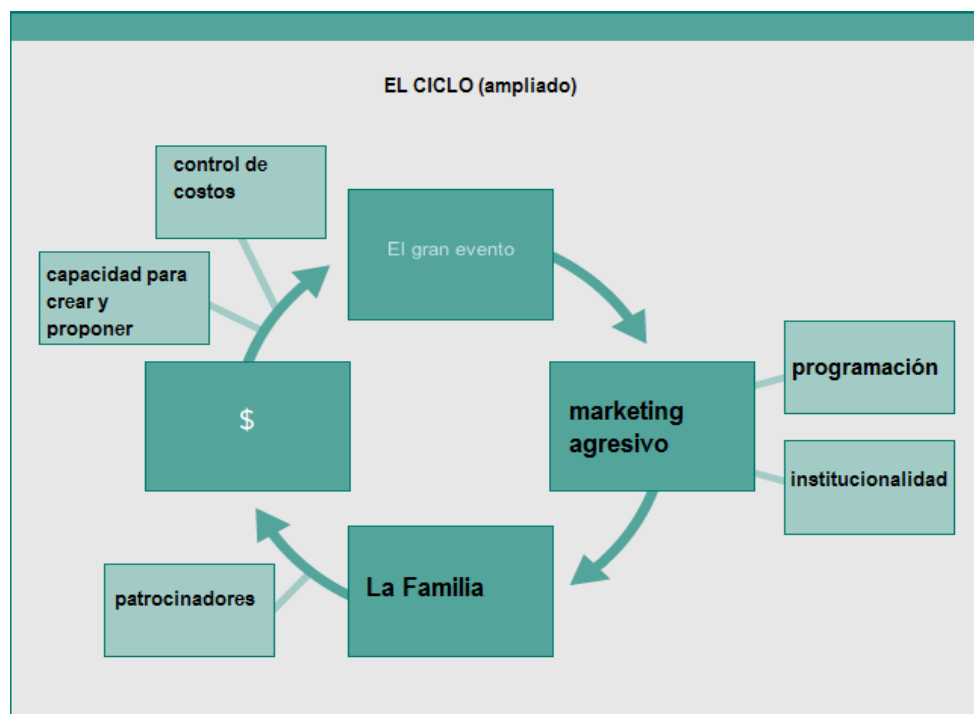 EL CICLO (ampliado)
control de
costos
El gran evento
capacidad para
crear y
proponer
programación
$
marketing
agresivo
institucionalidad
La Familia
patrocinadores